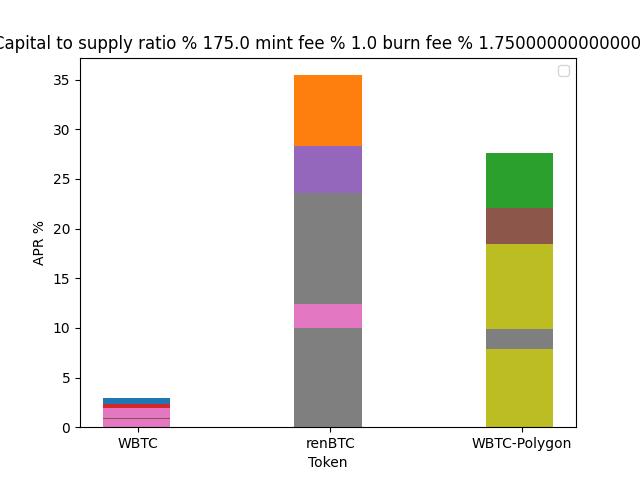 Capital to supply ratio % 175.0 mint fee % 1.0 burn fee % 1.75000000000000
35
30
25
20
15
10
5
0
APR %
WBTC renBTC WBTC-Polygon
Token